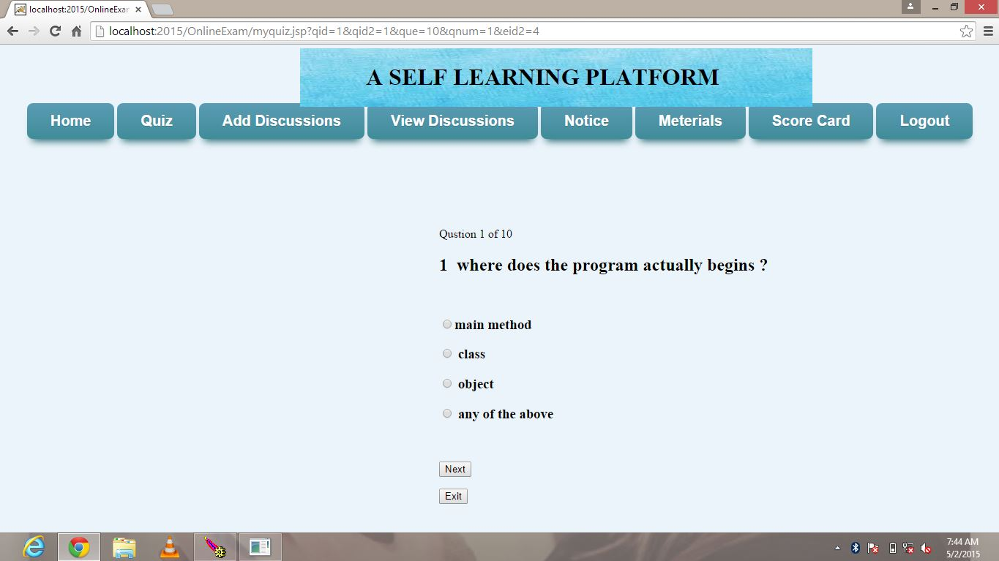 localhost:2015/OnlineExar
localhost:2015/OnlineExam/myquiz.jsp?qid=1&qid2=1&que=10&qnum=1&eid2=4
A SELF LEARNING PLATFORM
Home Quiz Add Discussions View Discussions Notice Meterials Score Card Logout
Qustion 1 of 10
1 where does the program actually begins ?
main method
class
object
any of the above
Next
Exit
7:44 AM
5/2/2015